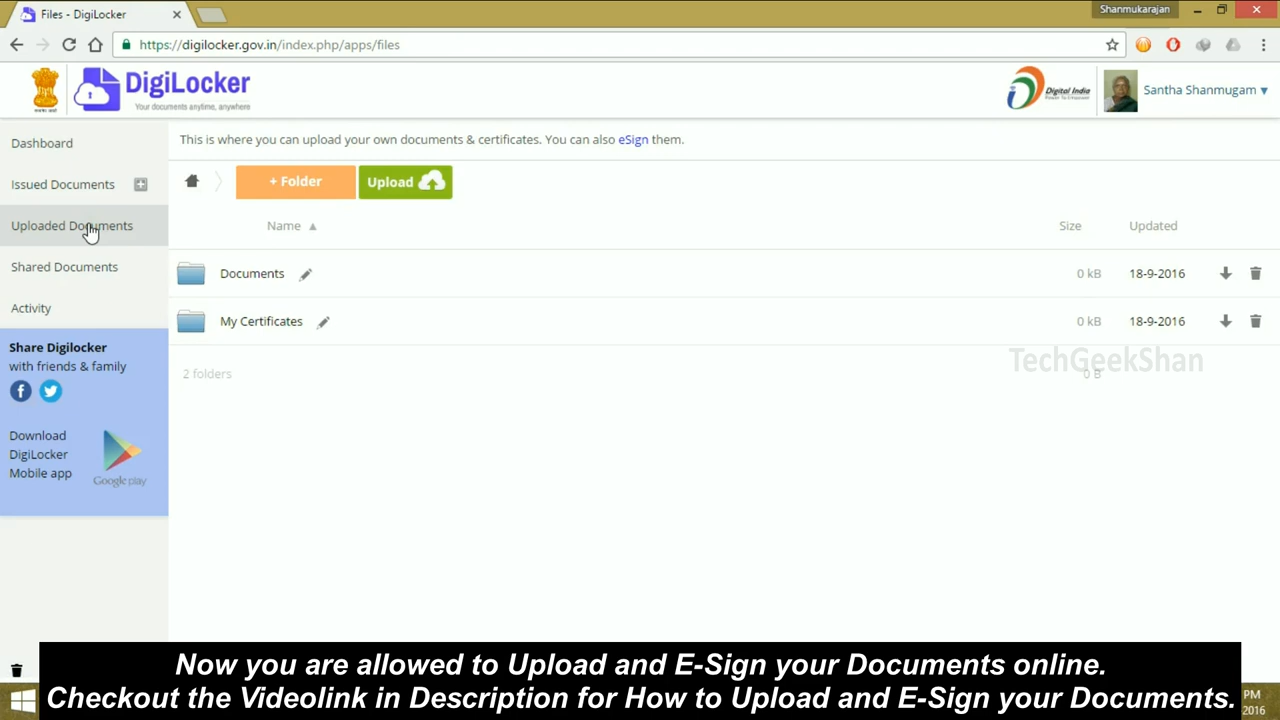 Files - DigiLocker
Shanmukarajan
https://digilocker.gov.in/index.php/apps/files
DigiLocker
Your documents anytime, anywhere
Digital India
Power To Empower
Santha Shanmugam
Dashboard
Issued Documents
Uploaded Documents
Shared Documents
Activity
Share Digilocker
with friends & family
Download
DigiLocker
Mobile app
Google play
This is where you can upload your own documents & certificates. You can also eSign them.
+ Folder
Upload
Name Size Updated
Documents 0 kB 18-9-2016
My Certificates 0 kB 18-9-2016
2 folders 0 B
TechGeekShan
Now you are allowed to Upload and E-Sign your Documents online.
Checkout the Videolink in Description for How to Upload and E-Sign your Documents.
PM
2016